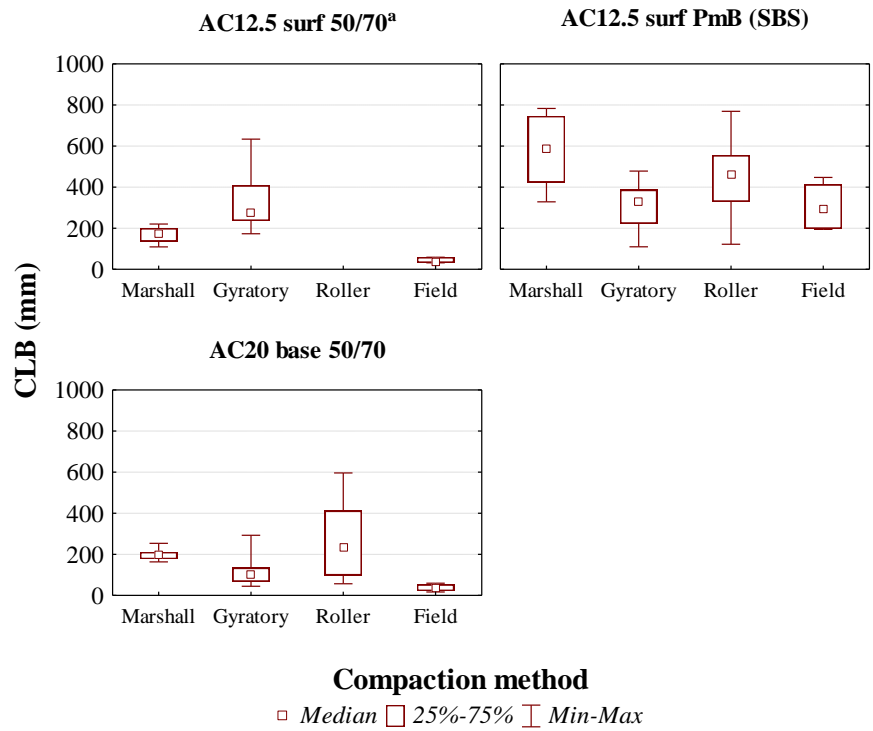 AC12.5 surf 50/70ᵃ
AC12.5 surf PmB (SBS)
1000
800
600
400
200
0
Marshall Gyratory Roller Field
Marshall Gyratory Roller Field
CLB (mm)
AC20 base 50/70
1000
800
600
400
200
0
Marshall Gyratory Roller Field
Compaction method
Median 25%-75% Min-Max